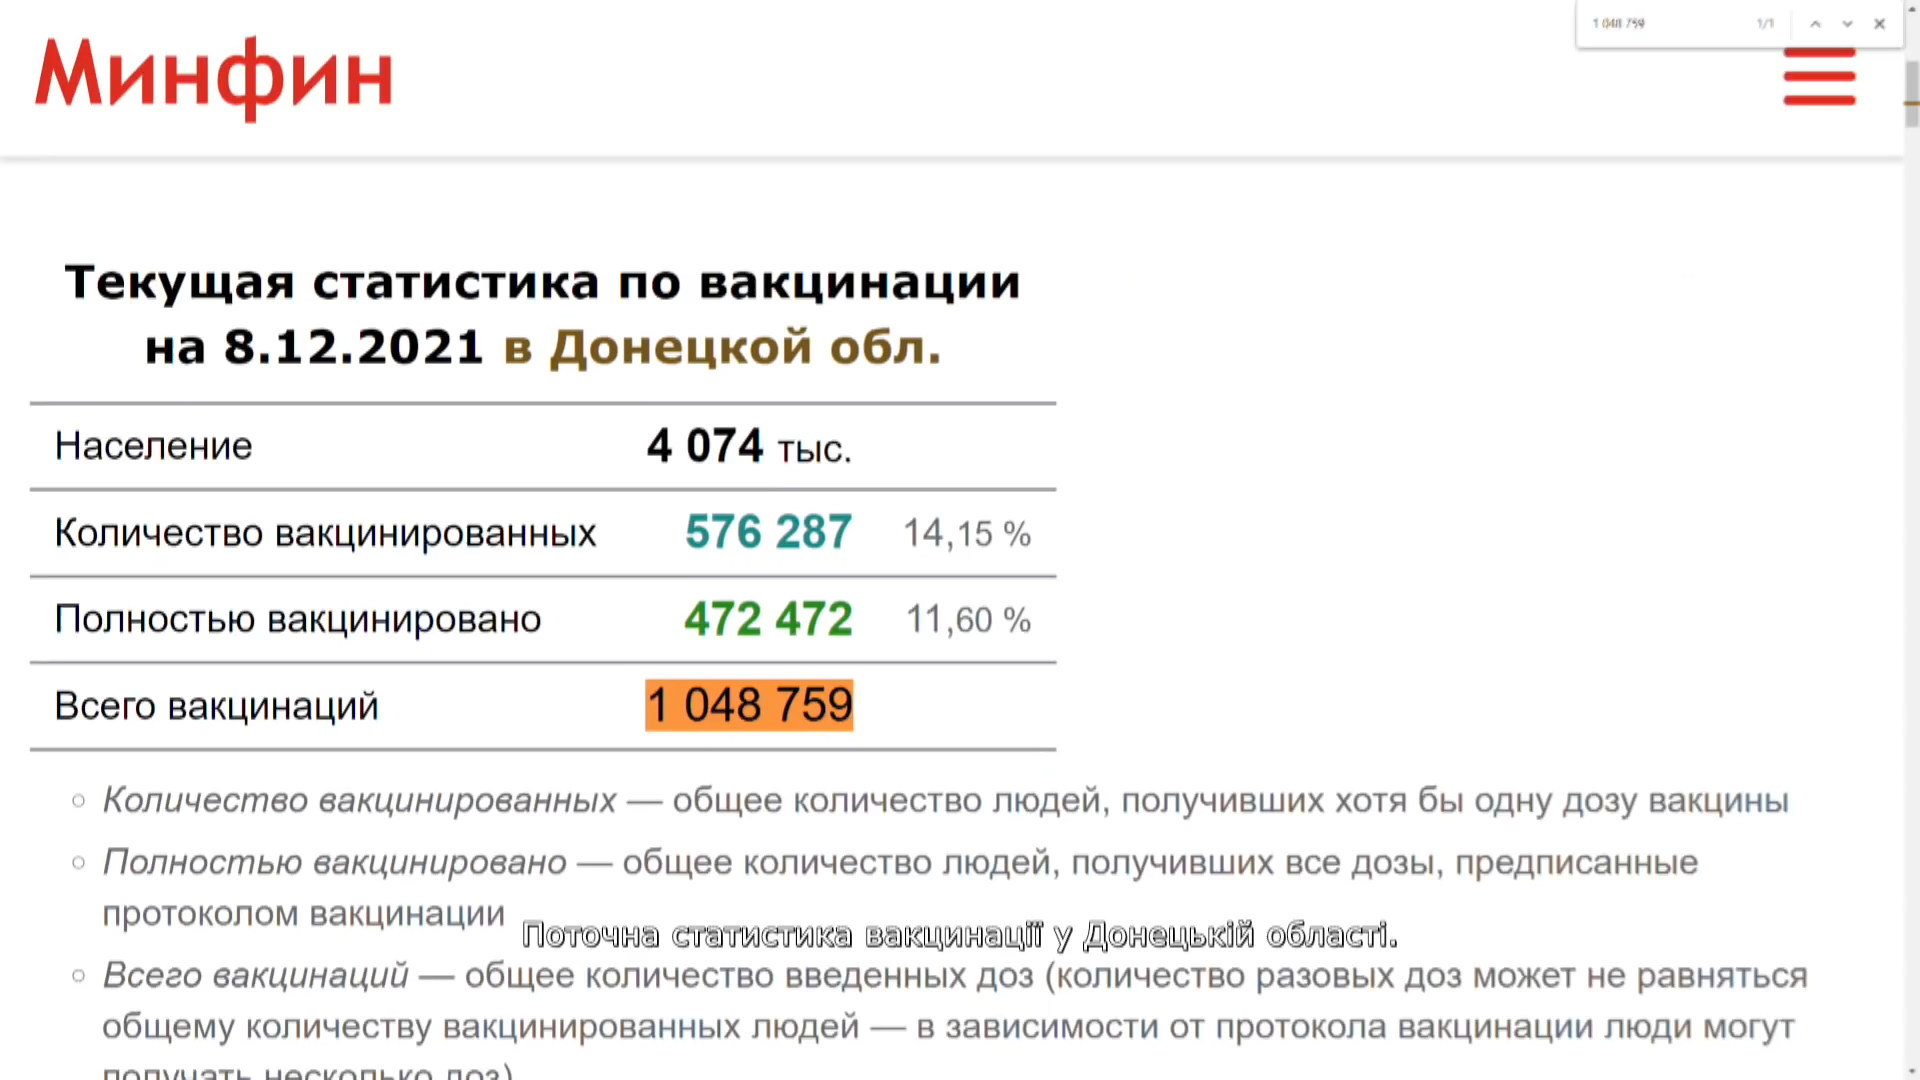 1 048 759 1/1
Минфин
Текущая статистика по вакцинации
на 8.12.2021 в Донецкой обл.
Население 4 074 тыс.
Количество вакцинированных 576 287 14,15 %
Полностью вакцинировано 472 472 11,60 %
Всего вакцинаций 1 048 759
Количество вакцинированных — общее количество людей, получивших хотя бы одну дозу вакцины
Полностью вакцинировано — общее количество людей, получивших все дозы, предписанные
протоколом вакцинации
Поточна статистика вакцинації у Донецькій області.
Всего вакцинаций — общее количество введенных доз (количество разовых доз может не равняться
общему количеству вакцинированных людей — в зависимости от протокола вакцинации люди могут
получать несколько доз)